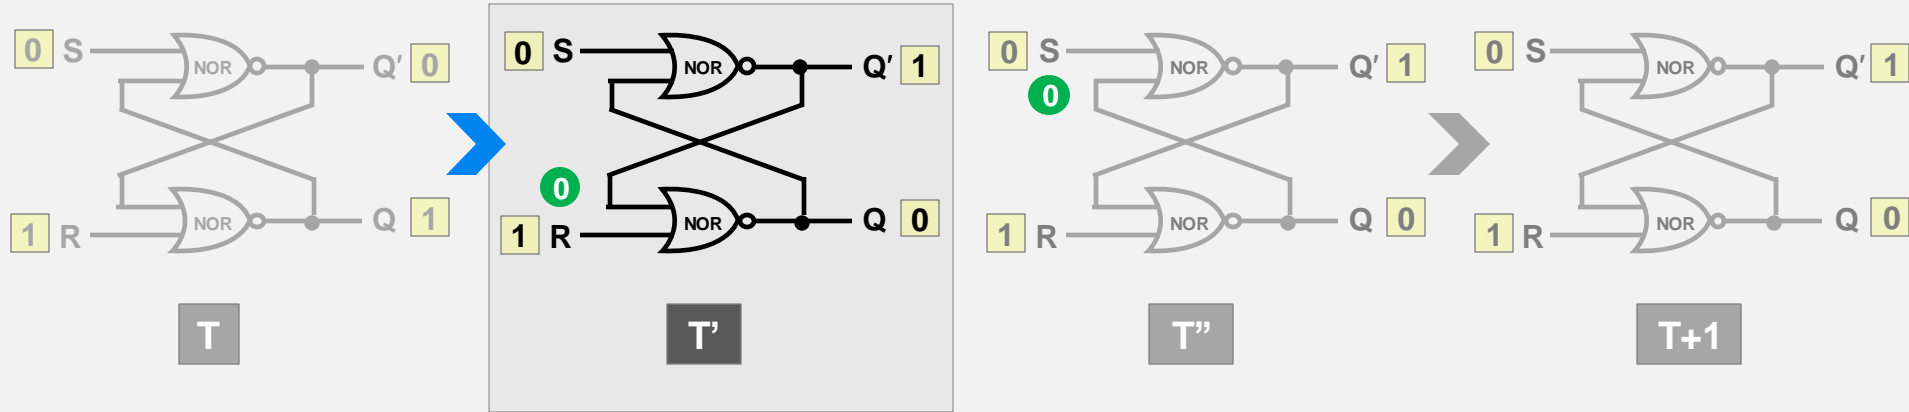 0 S NOR Q′ 0
1 R NOR Q 1
T
0 S NOR Q′ 1
0
1 R NOR Q 0
T’
0 S NOR Q′ 1
0
1 R NOR Q 0
T”
0 S NOR Q′ 1
1 R NOR Q 0
T+1